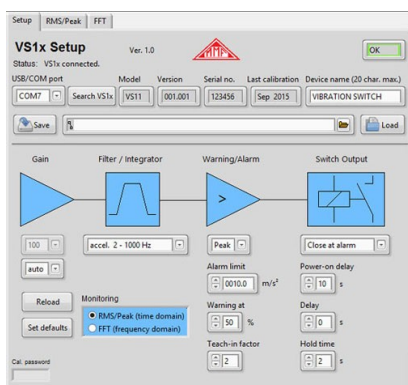 Setup RMS/Peak FFT
VS1x Setup Ver. 1.0 MMF OK
Status: VS1x connected.
USB/COM port Model Version Serial no. Last calibration Device name (20 char. max.)
COM7 Search VS1x VS11 001.001 123456 Sep 2015 VIBRATION SWITCH
Save Load
Gain Filter / Integrator Warning/Alarm Switch Output
>
100 accel. 2 - 1000 Hz Peak Close at alarm
auto Alarm limit Power-on delay
0010.0 m/s² 10 s
Reload Monitoring Warning at Delay
RMS/Peak (time domain) 50 % 0 s
Set defaults FFT (frequency domain) Teach-in factor Hold time
2 2 s
Cal. password